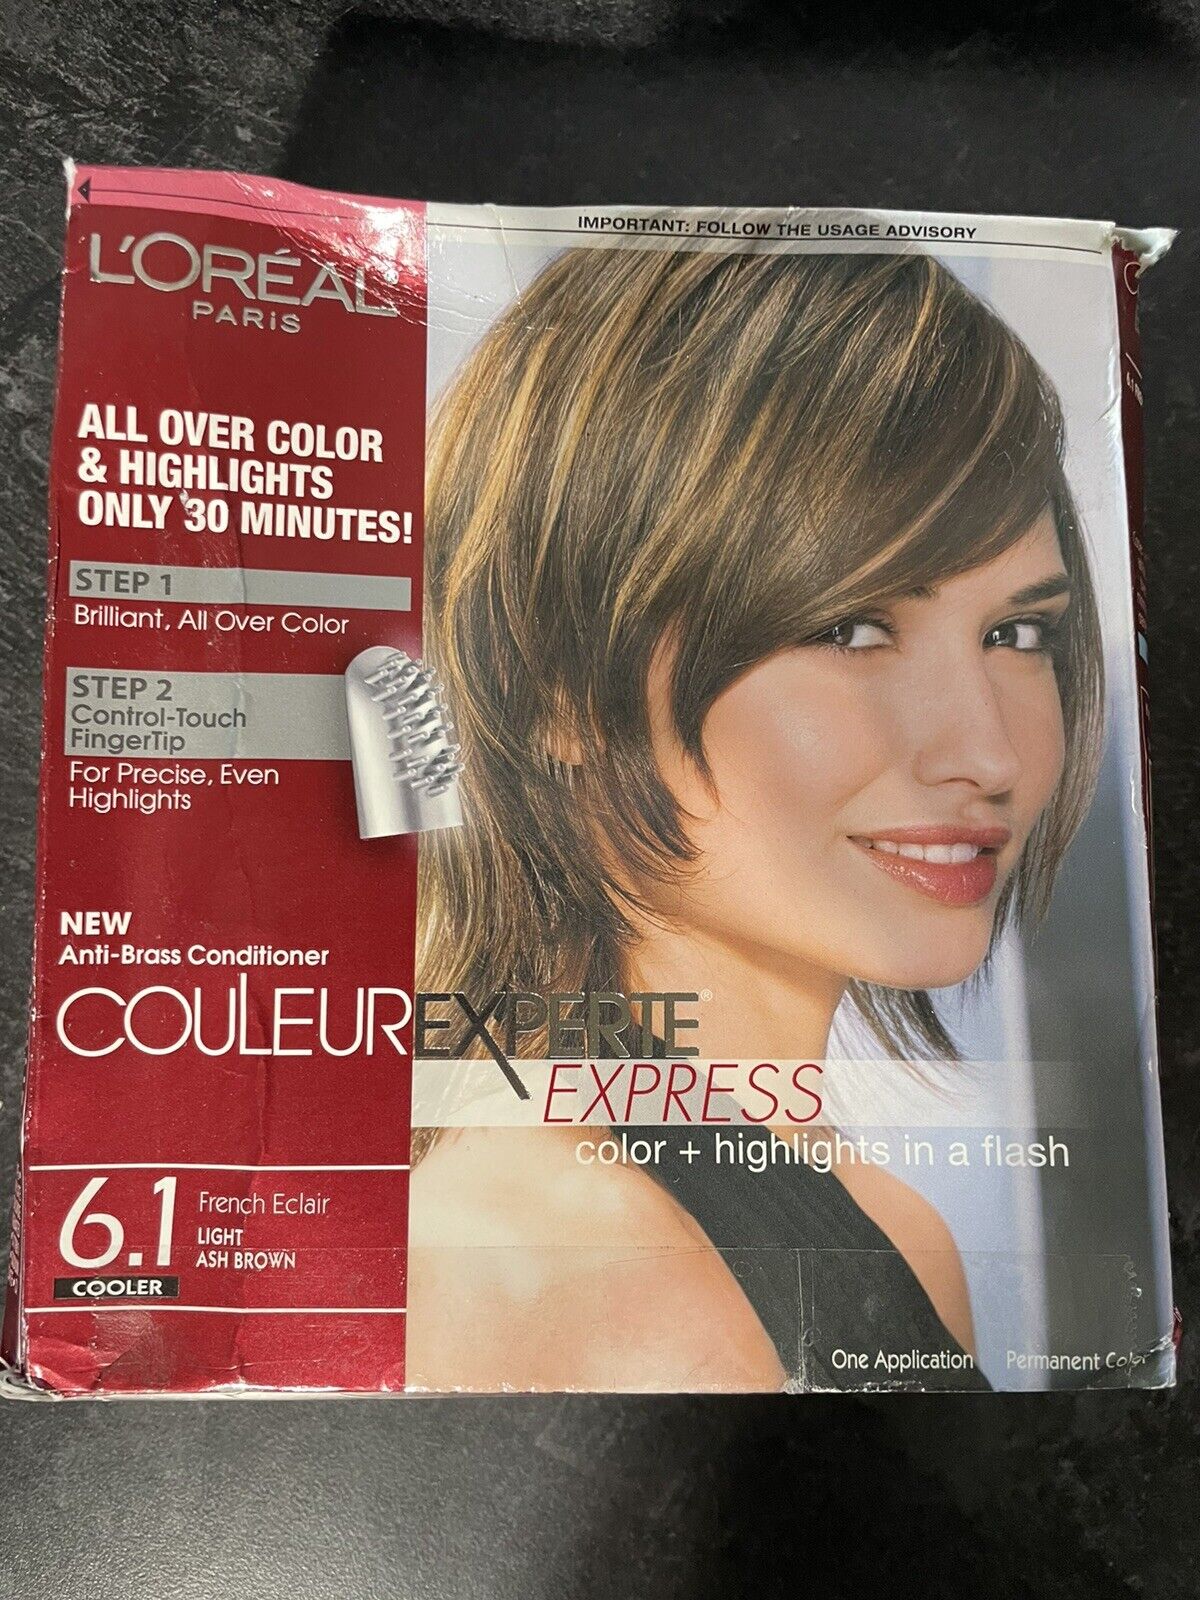 IMPORTANT: FOLLOW THE USAGE ADVISORY
L'ORÉAL
PARIS
ALL OVER COLOR
& HIGHLIGHTS
ONLY 30 MINUTES!
STEP 1
Brilliant, All Over Color
STEP 2
Control-Touch
FingerTip
For Precise, Even
Highlights
NEW
Anti-Brass Conditioner
COULEUREXPERTE®
EXPRESS
color + highlights in a flash
6.1
COOLER
French Eclair
LIGHT
ASH BROWN
One Application Permanent Color